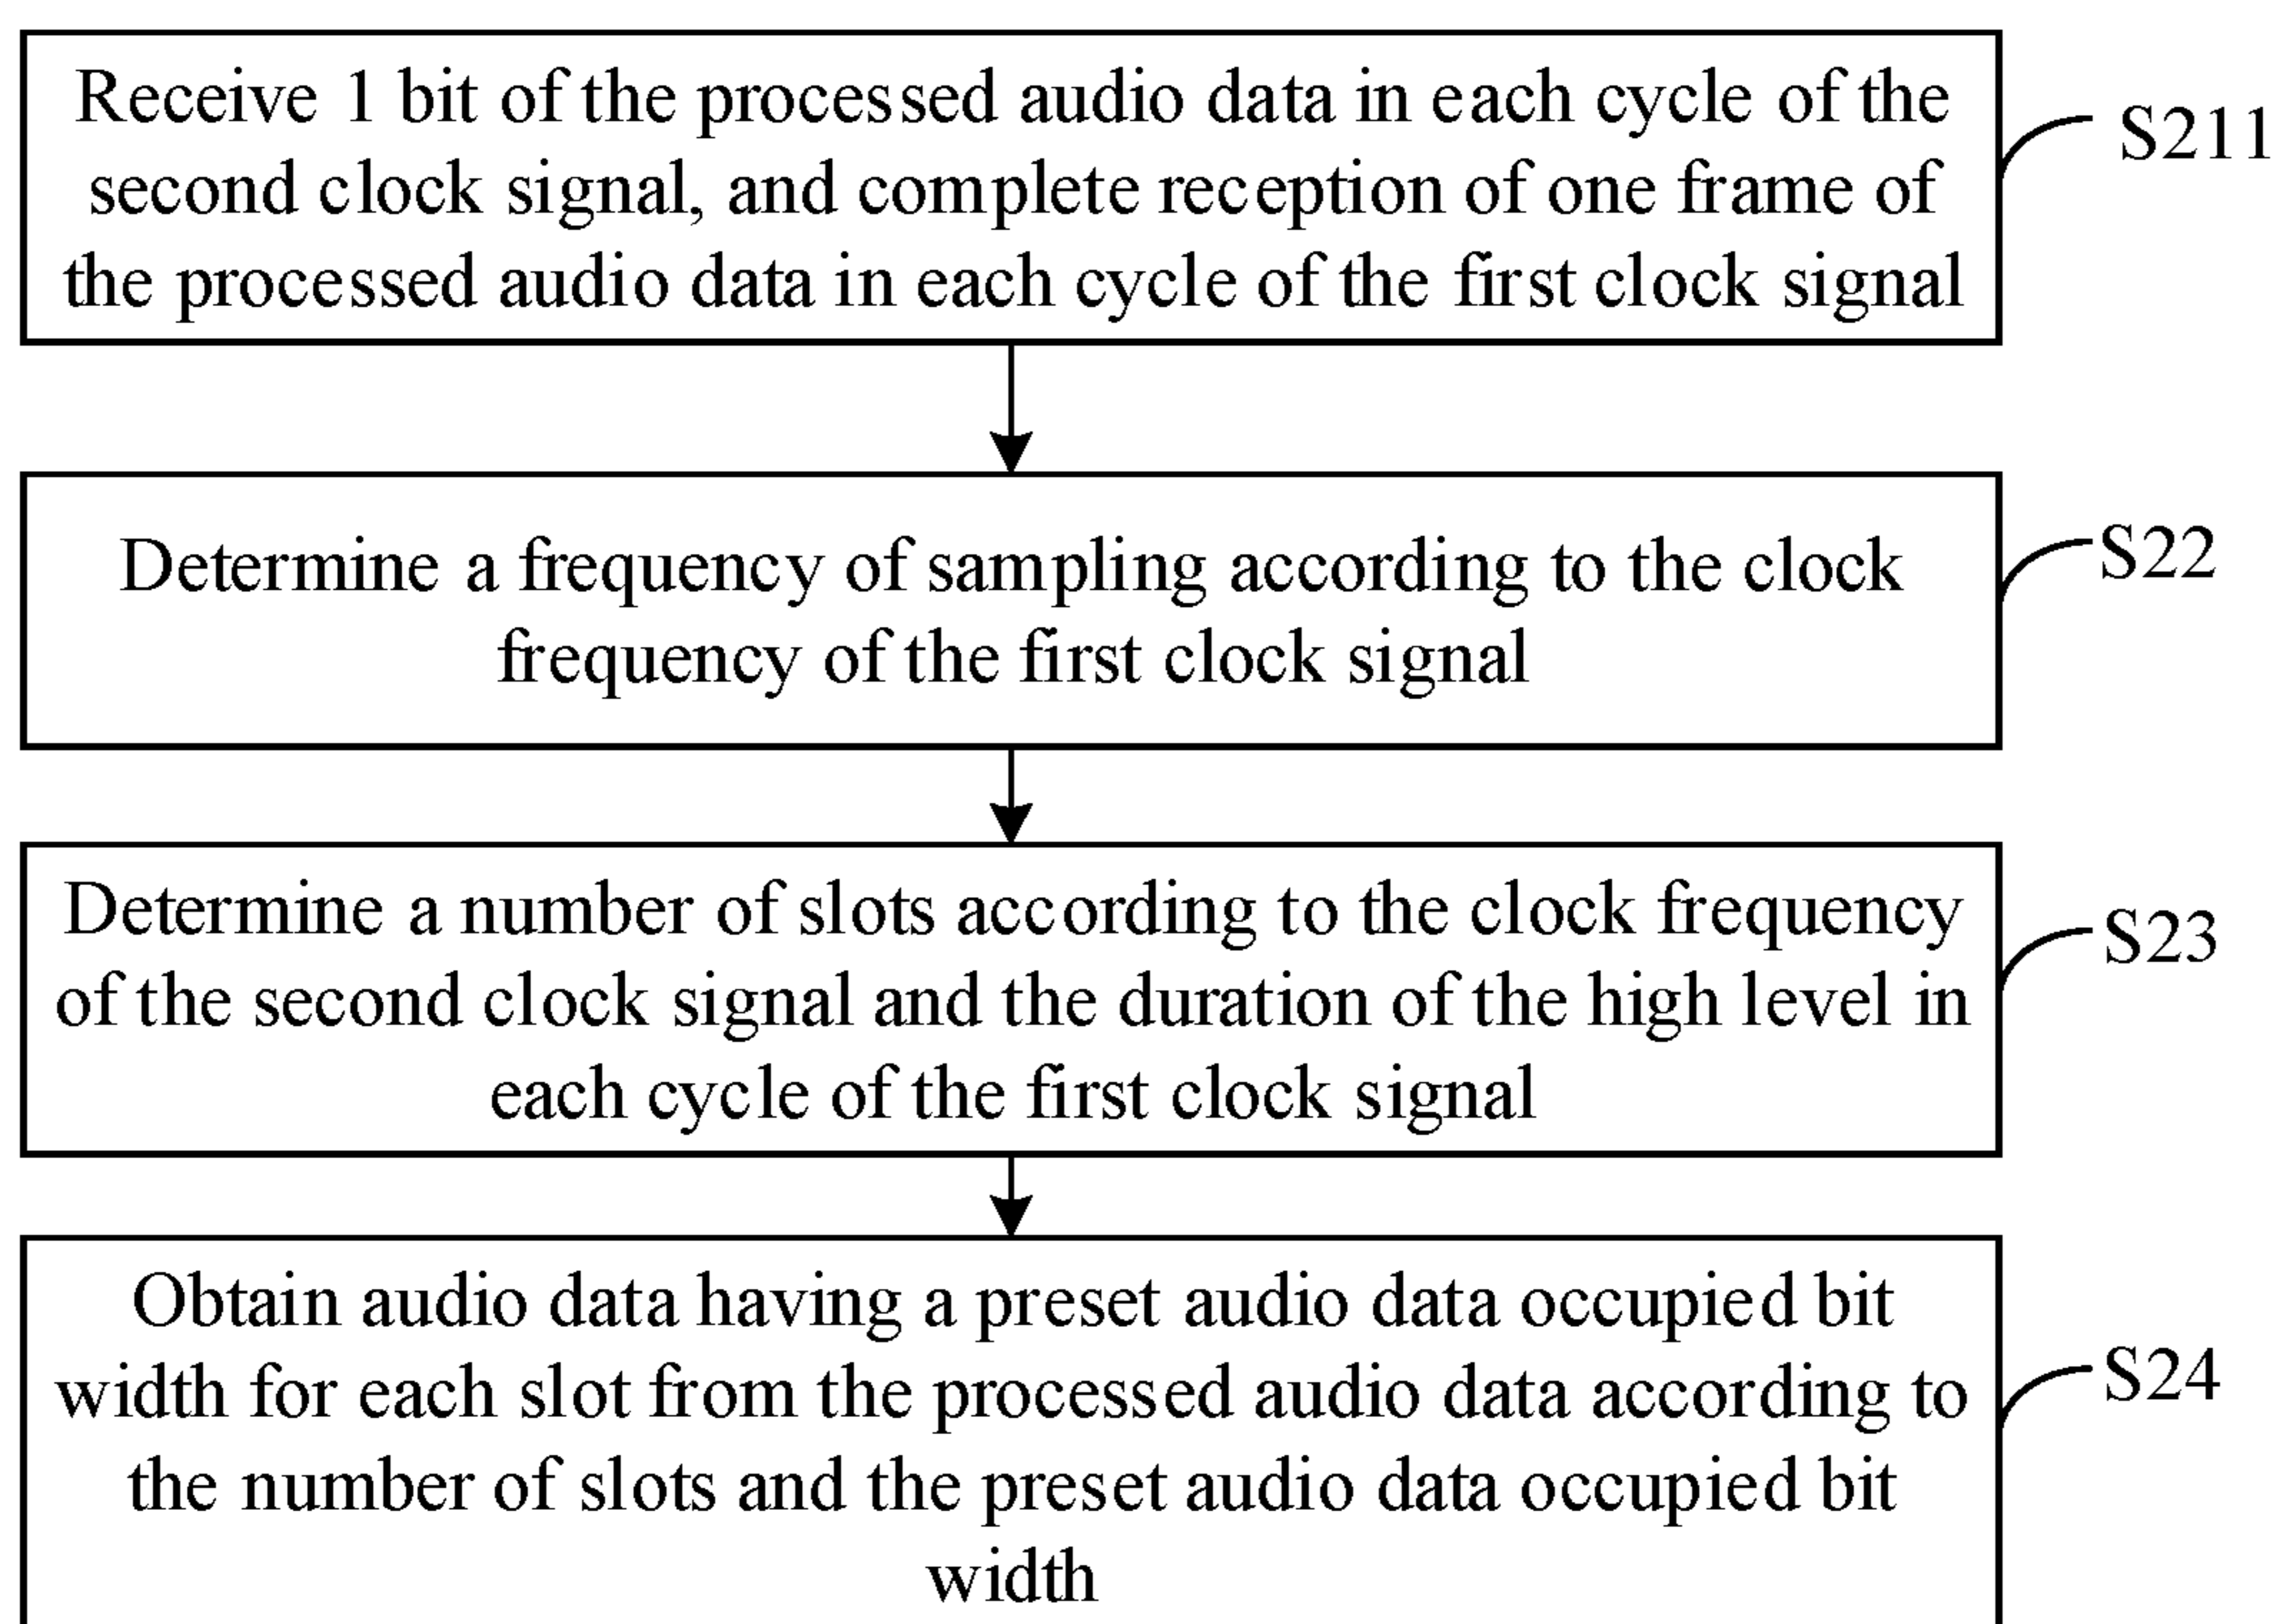 Receive 1 bit of the processed audio data in each cycle of the
second clock signal, and complete reception of one frame of
the processed audio data in each cycle of the first clock signal
S211
Determine a frequency of sampling according to the clock
frequency of the first clock signal
S22
Determine a number of slots according to the clock frequency
of the second clock signal and the duration of the high level in
each cycle of the first clock signal
S23
Obtain audio data having a preset audio data occupied bit
width for each slot from the processed audio data according to
the number of slots and the preset audio data occupied bit
width
S24